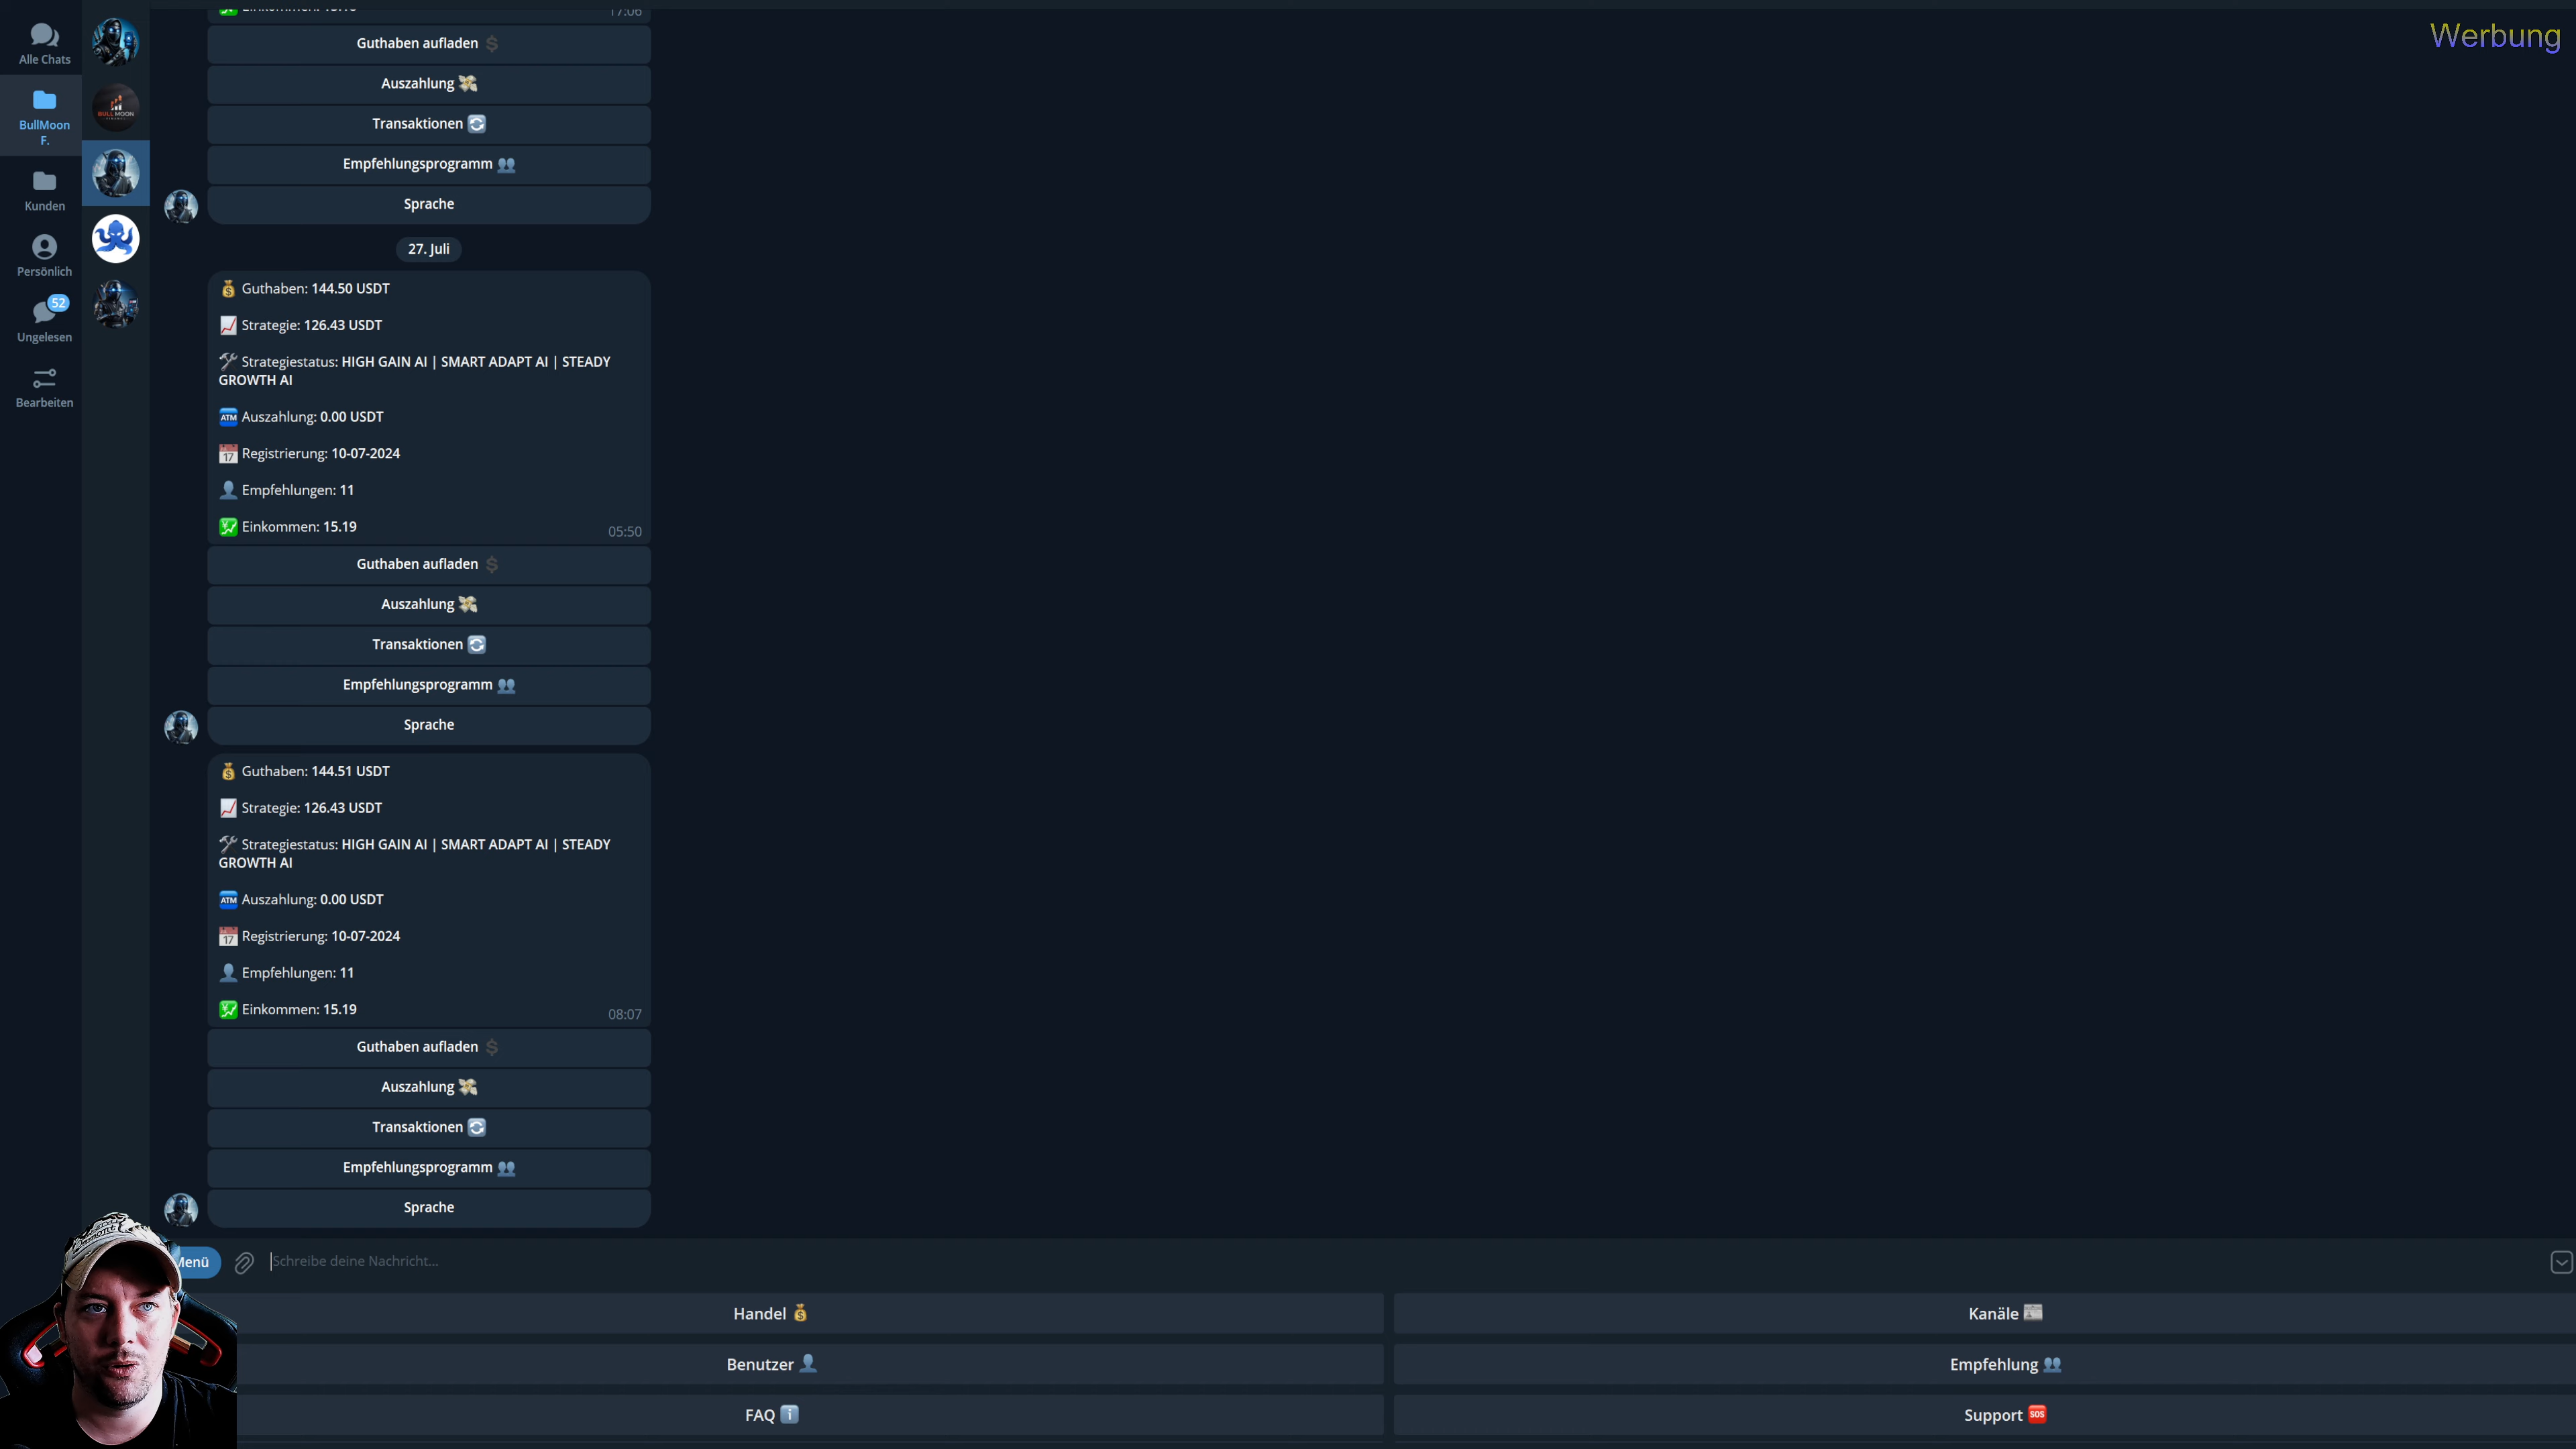 17:06
Guthaben aufladen
Auszahlung
Transaktionen
Empfehlungsprogramm
Sprache
27. Juli
Guthaben: 144.50 USDT
Strategie: 126.43 USDT
Strategiestatus: HIGH GAIN AI | SMART ADAPT AI | STEADY
GROWTH AI
Auszahlung: 0.00 USDT
Registrierung: 10-07-2024
Empfehlungen: 11
Einkommen: 15.19
05:50
Guthaben aufladen
Auszahlung
Transaktionen
Empfehlungsprogramm
Sprache
Guthaben: 144.51 USDT
Strategie: 126.43 USDT
Strategiestatus: HIGH GAIN AI | SMART ADAPT AI | STEADY
GROWTH AI
Auszahlung: 0.00 USDT
Registrierung: 10-07-2024
Empfehlungen: 11
Einkommen: 15.19
08:07
Guthaben aufladen
Auszahlung
Transaktionen
Empfehlungsprogramm
Sprache
Schreibe deine Nachricht...
Handel
Kanäle
Benutzer
Empfehlung
FAQ
Support
Alle Chats
BullMoon
F.
Kunden
Persönlich
52
Ungelesen
Bearbeiten
BULL MOON
Werbung